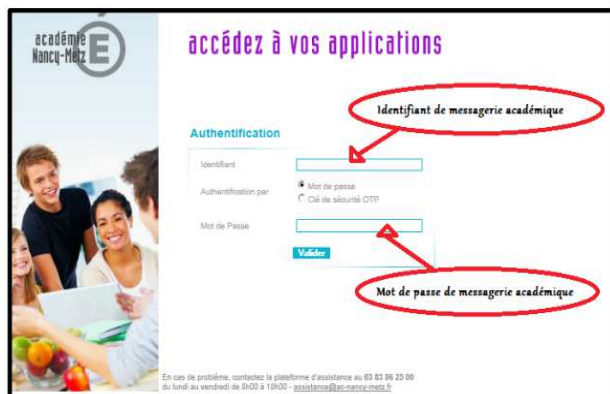 académie
Nancy-Metz
accédez à vos applications
Identifiant de messagerie académique
Authentification
Identifiant
Authentification par
Mot de passe
Clé de sécurité OTP
Mot de Passe
Valider
Mot de passe de messagerie académique
En cas de problème, contactez la plateforme d'assistance au 03 83 86 25 00
du lundi au vendredi de 8h00 à 18h00 - assistance@ac-nancy-metz.fr